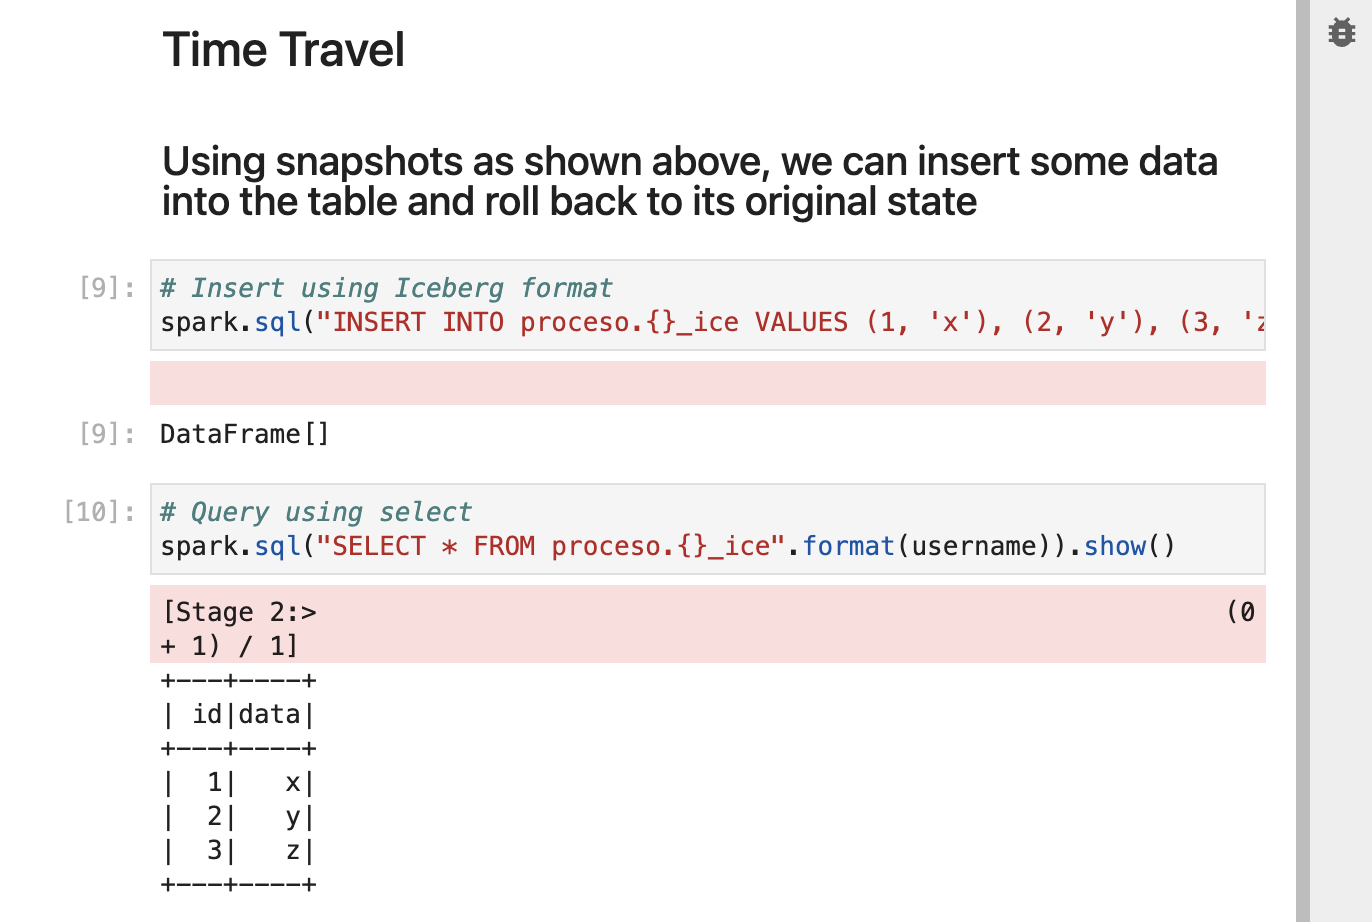 Time Travel
Using snapshots as shown above, we can insert some data
into the table and roll back to its original state
[9]:
# Insert using Iceberg format
spark.sql("INSERT INTO proceso.{}_ice VALUES (1, 'x'), (2, 'y'), (3, 'z
[9]:
DataFrame[]
[10]:
# Query using select
spark.sql("SELECT * FROM proceso.{}_ice".format(username)).show()
[Stage 2:> (0
+ 1) / 1]
+---+----+
| id|data|
+---+----+
|  1|   x|
|  2|   y|
|  3|   z|
+---+----+